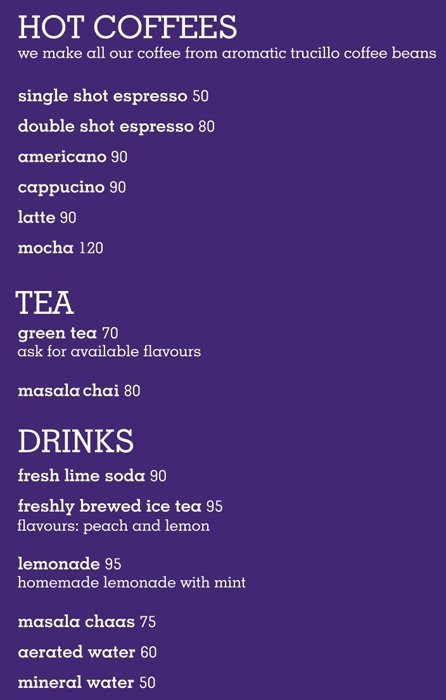 HOT COFFEES
we make all our coffee from aromatic trucillo coffee beans
single shot espresso 50
double shot espresso 80
americano 90
cappucino 90
latte 90
mocha 120
TEA
green tea 70
ask for available flavours
masala chai 80
DRINKS
fresh lime soda 90
freshly brewed ice tea 95
flavours: peach and lemon
lemonade 95
homemade lemonade with mint
masala chaas 75
aerated water 60
mineral water 50